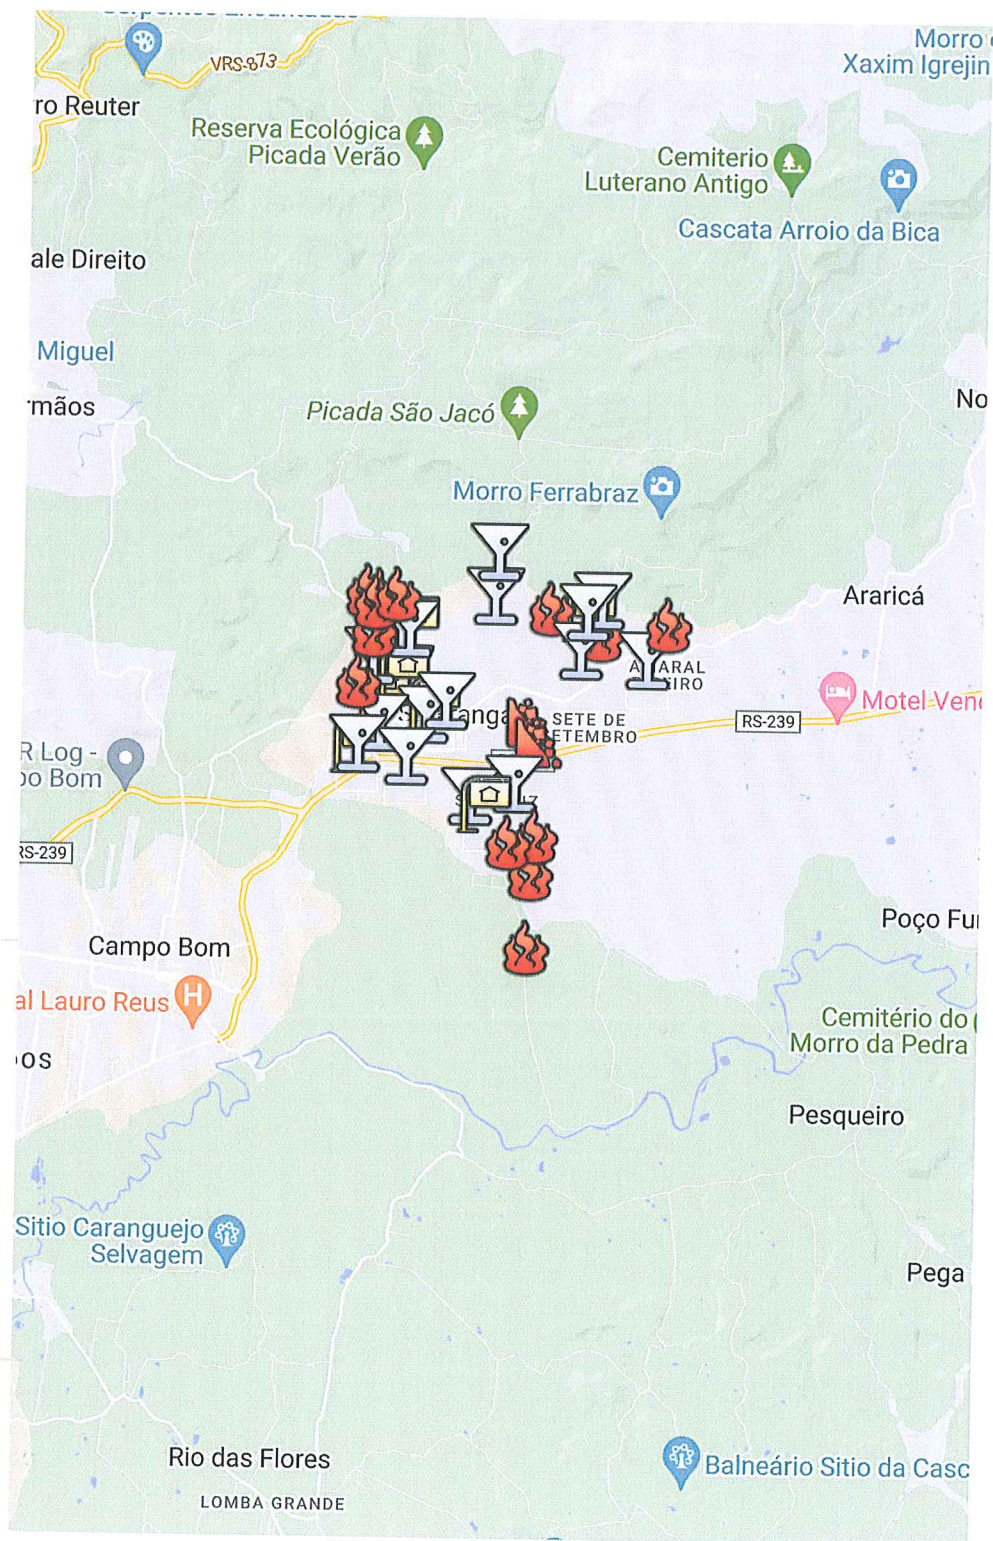 VRS-873
Morro
Xaxim Igrejin
ro Reuter
Reserva Ecológica
Picada Verão
Cemiterio
Luterano Antigo
Cascata Arroio da Bica
ale Direito
Miguel
rmãos
Picada São Jacó
No
Morro Ferrabraz
Araricá
ARAL
EIRO
Motel Ven
anga
SETE DE
ETEMBRO
RS-239
R Log -
po Bom
RS-239
Poço Fu
Campo Bom
al Lauro Reus
H
Cemitério do
Morro da Pedra
os
Pesqueiro
Sitio Caranguejo
Selvagem
Pega
Rio das Flores
Balneário Sitio da Casc
LOMBA GRANDE